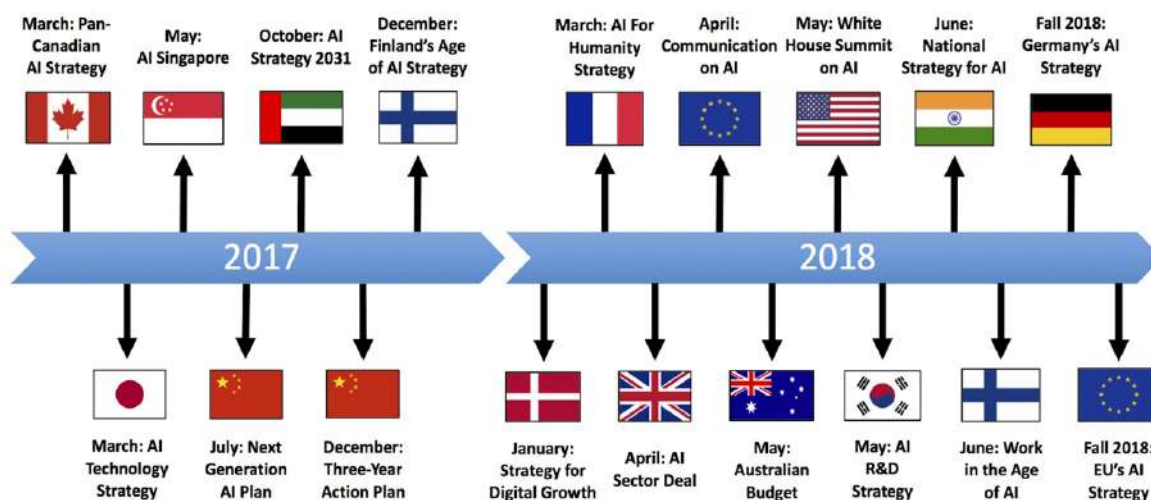 March: Pan-
Canadian
AI Strategy
May:
AI Singapore
October: AI
Strategy 2031
December:
Finland's Age
of AI Strategy
March: AI For
Humanity
Strategy
April:
Communication
on AI
May: White
House Summit
on AI
June:
National
Strategy for AI
Fall 2018:
Germany's AI
Strategy
2017
2018
March: AI
Technology
Strategy
July: Next
Generation
AI Plan
December:
Three-Year
Action Plan
January:
Strategy for
Digital Growth
April: AI
Sector Deal
May:
Australian
Budget
May: AI
R&D
Strategy
June: Work
in the Age
of AI
Fall 2018:
EU's AI
Strategy